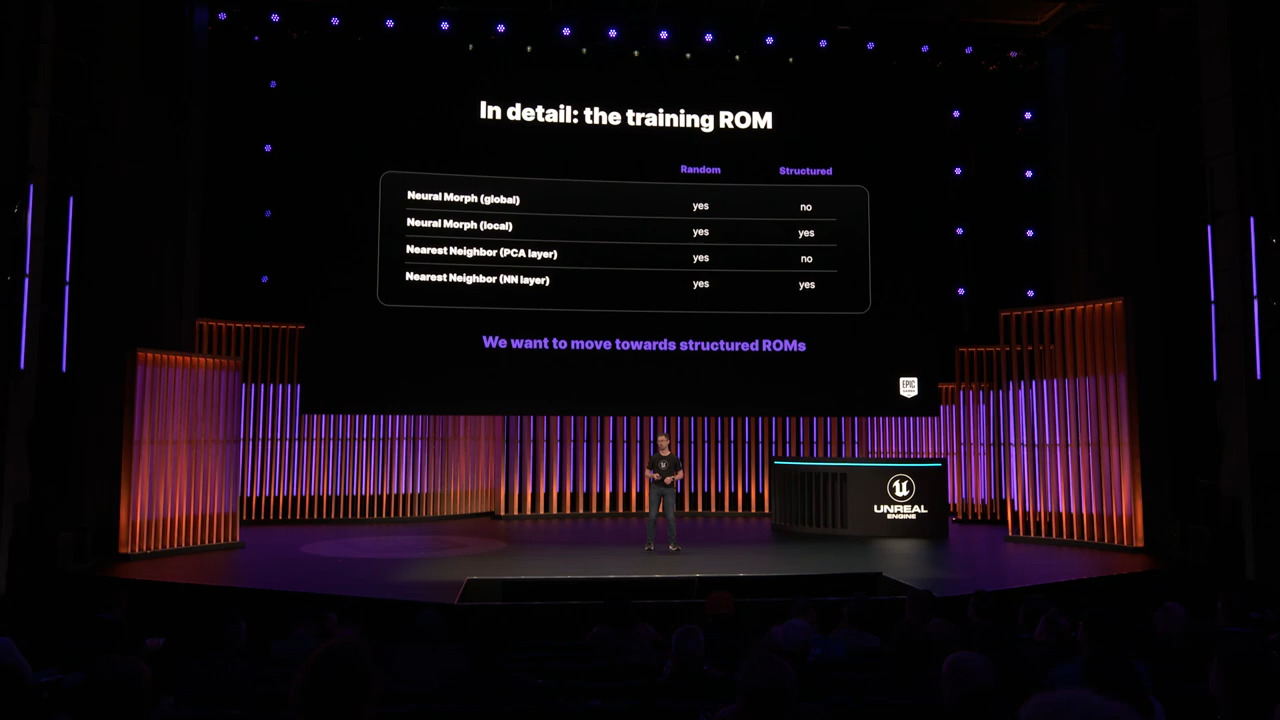 In detail: the training ROM
Random Structured
Neural Morph (global) yes no
Neural Morph (local) yes yes
Nearest Neighbor (PCA layer) yes no
Nearest Neighbor (NN layer) yes yes
We want to move towards structured ROMs
EPIC
GAMES
UNREAL
ENGINE